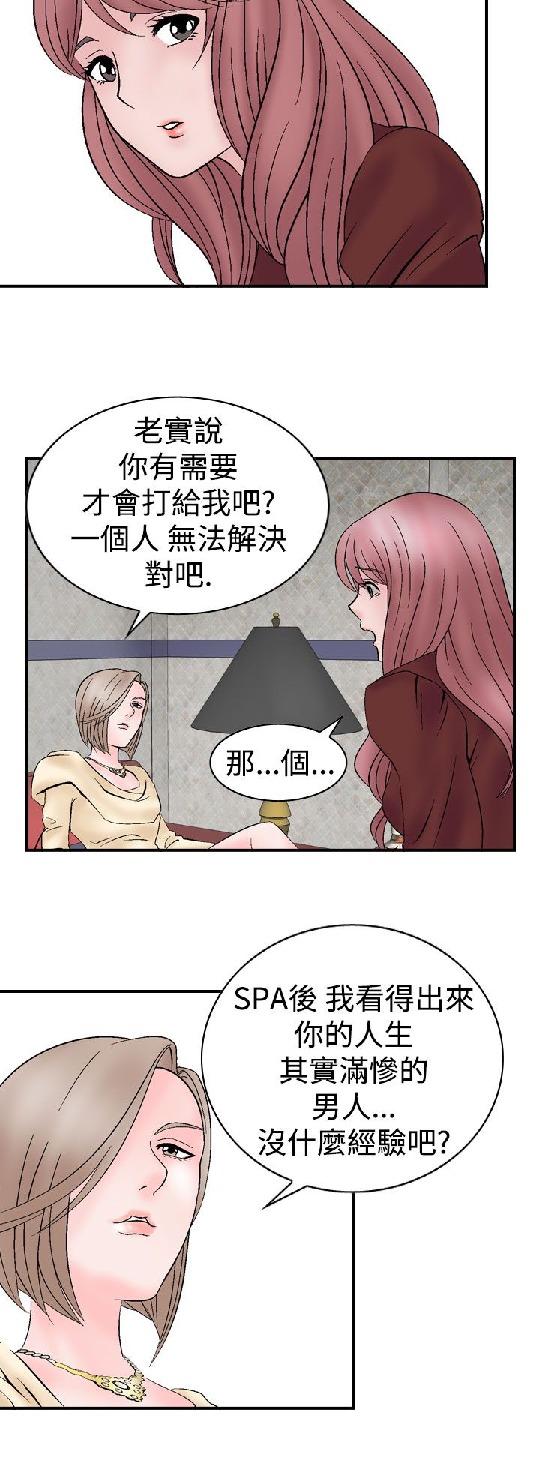 老實說
你有需要
才會打給我吧?
一個人 無法解決
對吧.
那...個...
SPA後 我看得出來
你的人生
其實滿慘的
男人...
沒什麼經驗吧?